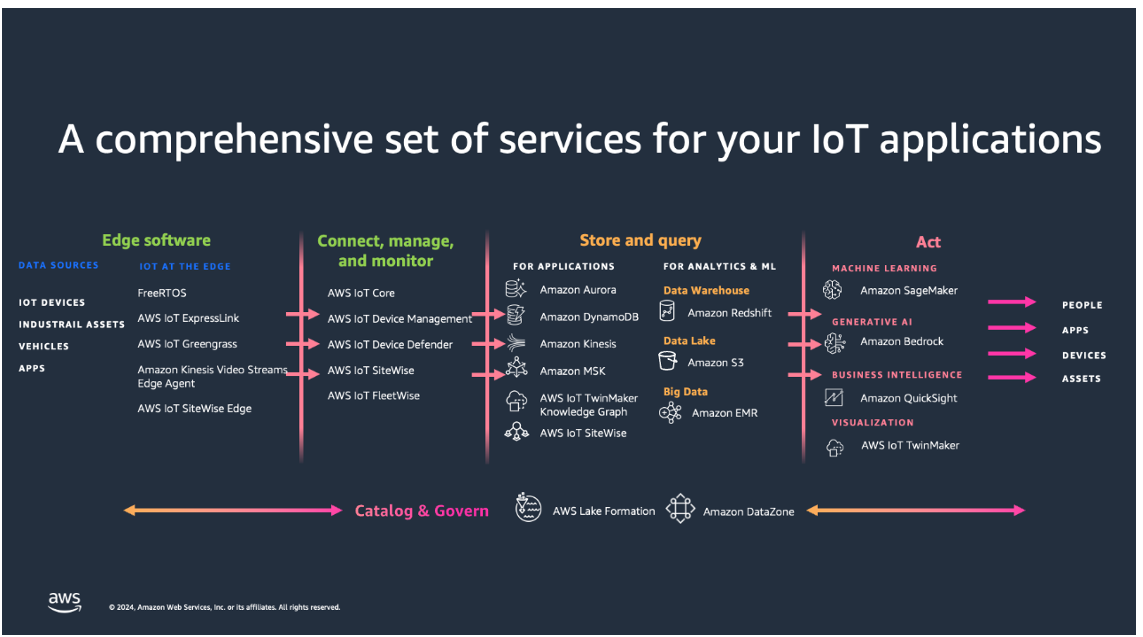 A comprehensive set of services for your IoT applications
Edge software
DATA SOURCES
IOT DEVICES
INDUSTRAIL ASSETS
VEHICLES
APPS
IOT AT THE EDGE
FreeRTOS
AWS IoT ExpressLink
AWS IoT Greengrass
Amazon Kinesis Video Streams
Edge Agent
AWS IoT SiteWise Edge
Connect, manage,
and monitor
AWS IoT Core
AWS IoT Device Management
AWS IoT Device Defender
AWS IoT SiteWise
AWS IoT FleetWise
Store and query
FOR APPLICATIONS
Amazon Aurora
Amazon DynamoDB
Amazon Kinesis
Amazon MSK
AWS IoT TwinMaker
Knowledge Graph
AWS IoT SiteWise
FOR ANALYTICS & ML
Data Warehouse
Amazon Redshift
Data Lake
Amazon S3
Big Data
Amazon EMR
Act
MACHINE LEARNING
Amazon SageMaker
GENERATIVE AI
Amazon Bedrock
BUSINESS INTELLIGENCE
Amazon QuickSight
VISUALIZATION
AWS IoT TwinMaker
PEOPLE
APPS
DEVICES
ASSETS
Catalog & Govern
AWS Lake Formation
Amazon DataZone
aws
© 2024, Amazon Web Services, Inc. or its affiliates. All rights reserved.